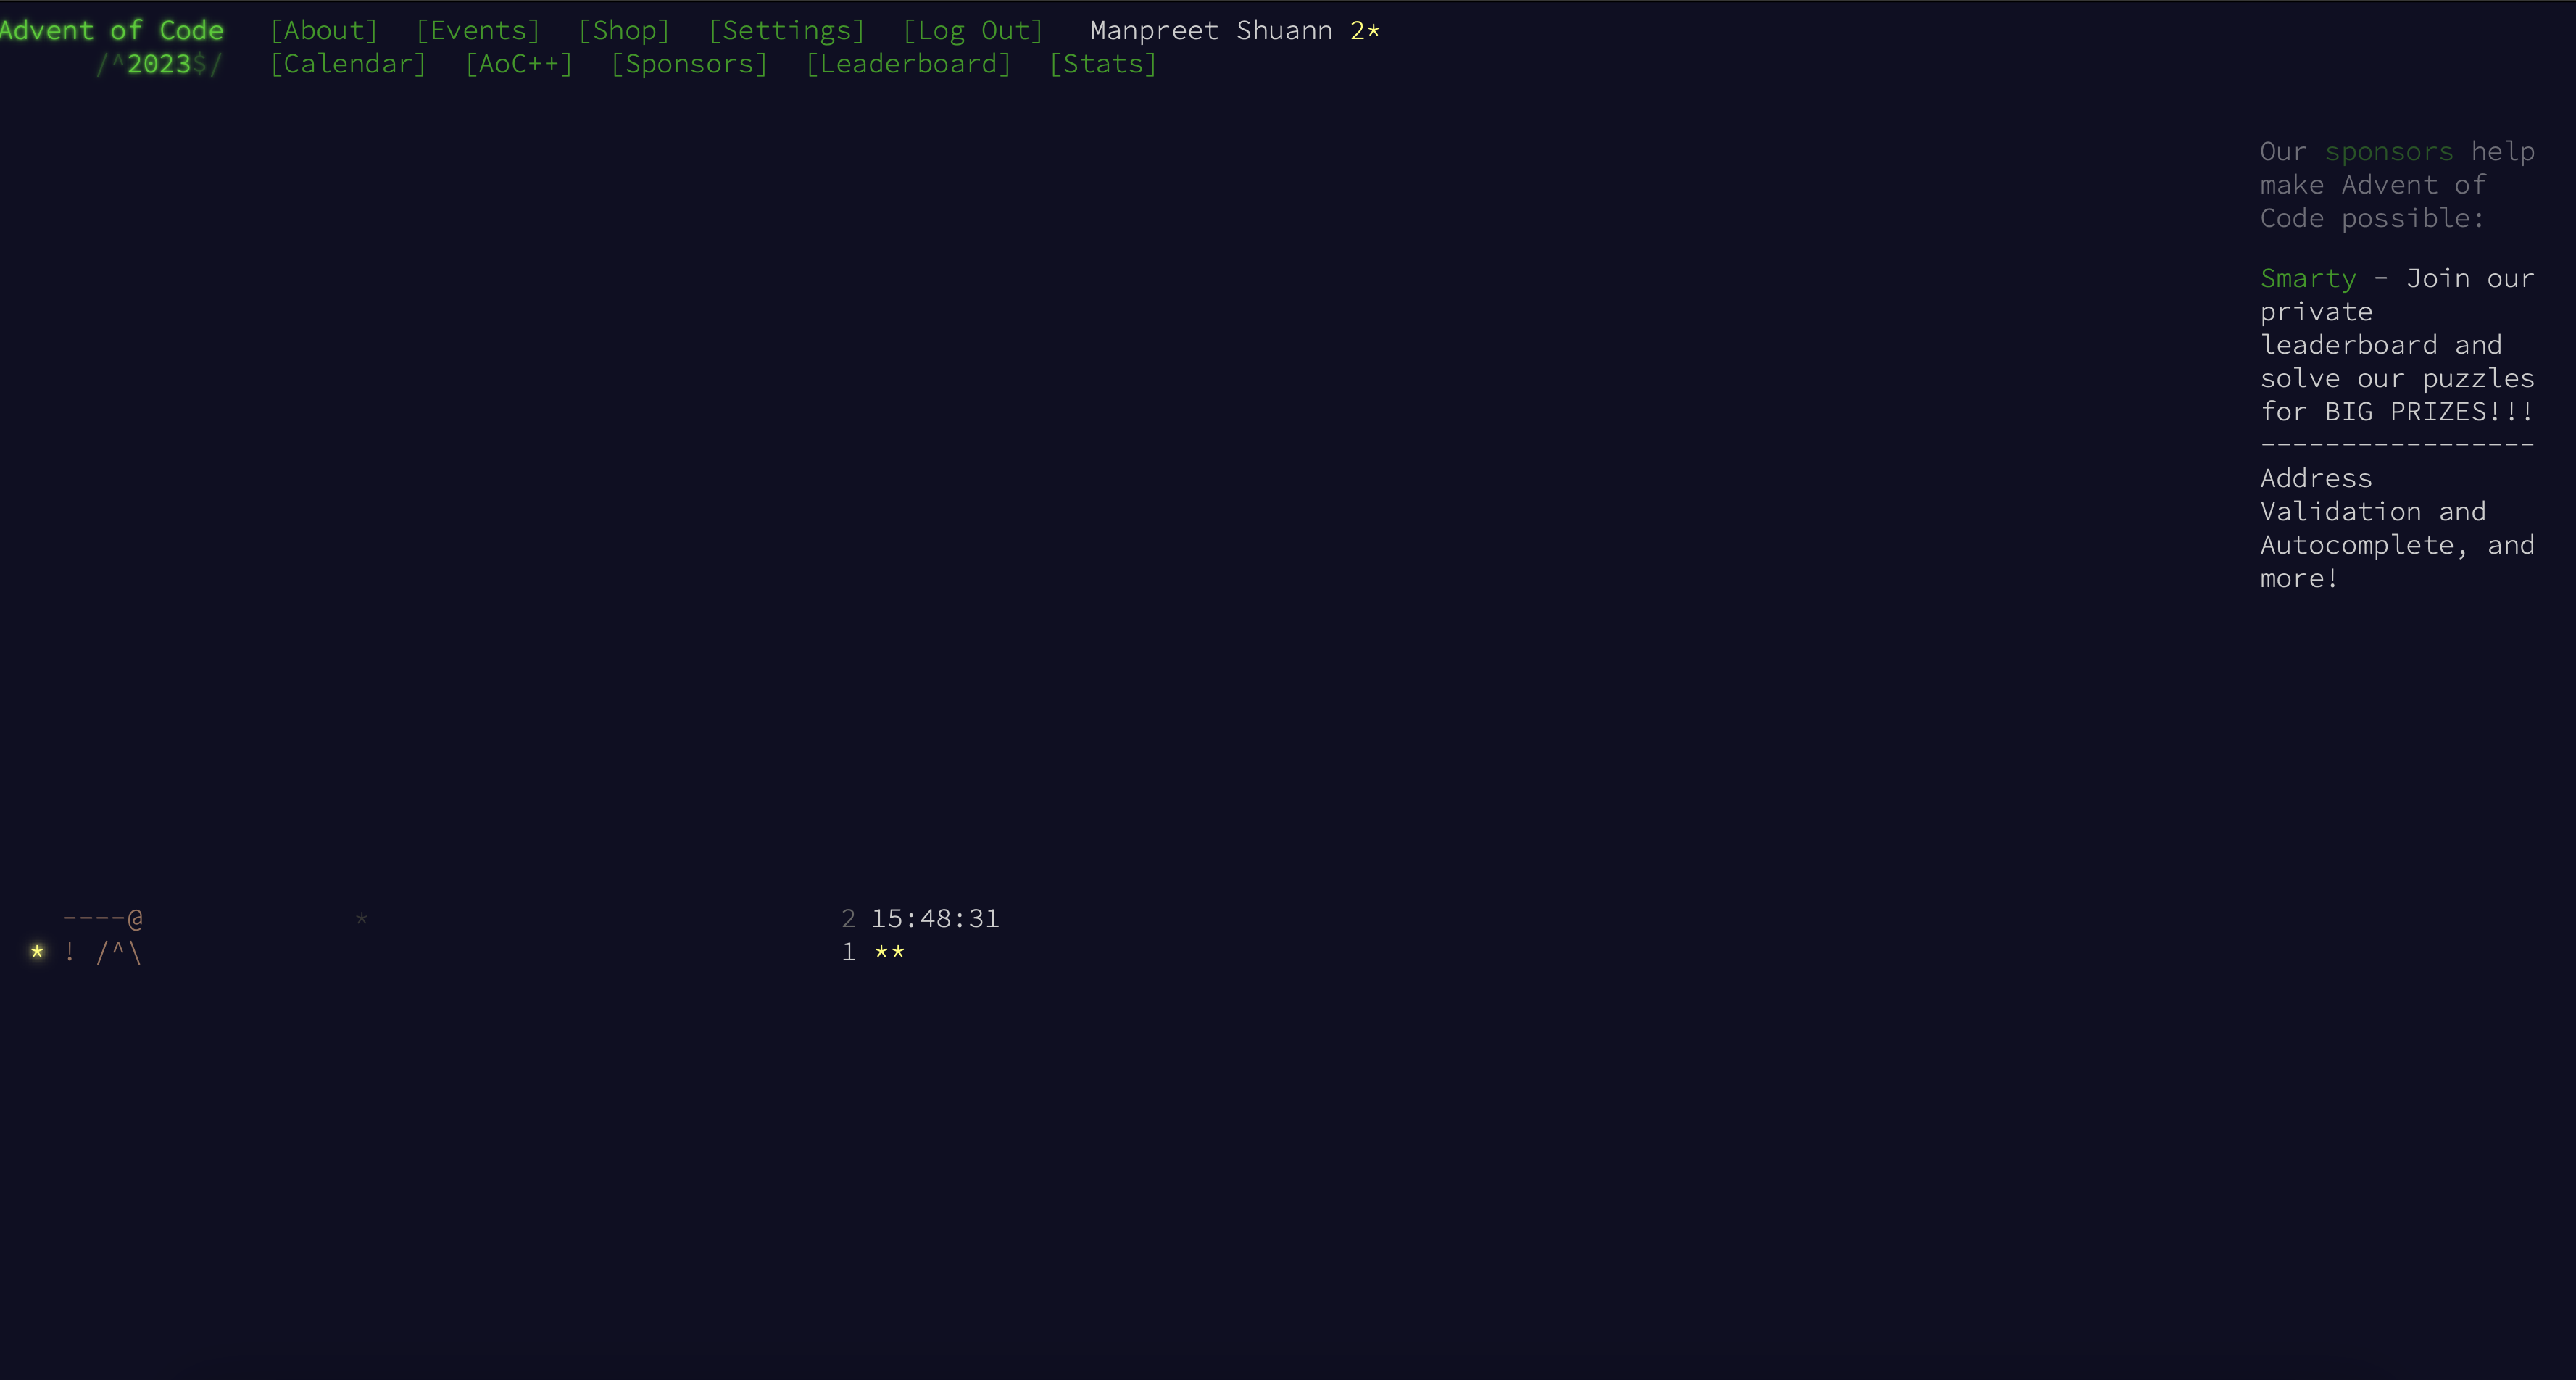 Advent of Code [About] [Events] [Shop] [Settings] [Log Out] Manpreet Shuann 2*
/^2023$/ [Calendar] [AoC++] [Sponsors] [Leaderboard] [Stats]
Our sponsors help
make Advent of
Code possible:
Smarty - Join our
private
leaderboard and
solve our puzzles
for BIG PRIZES!!!
-----------------
Address
Validation and
Autocomplete, and
more!
----@ * 2 15:48:31
* ! /^\ 1 **